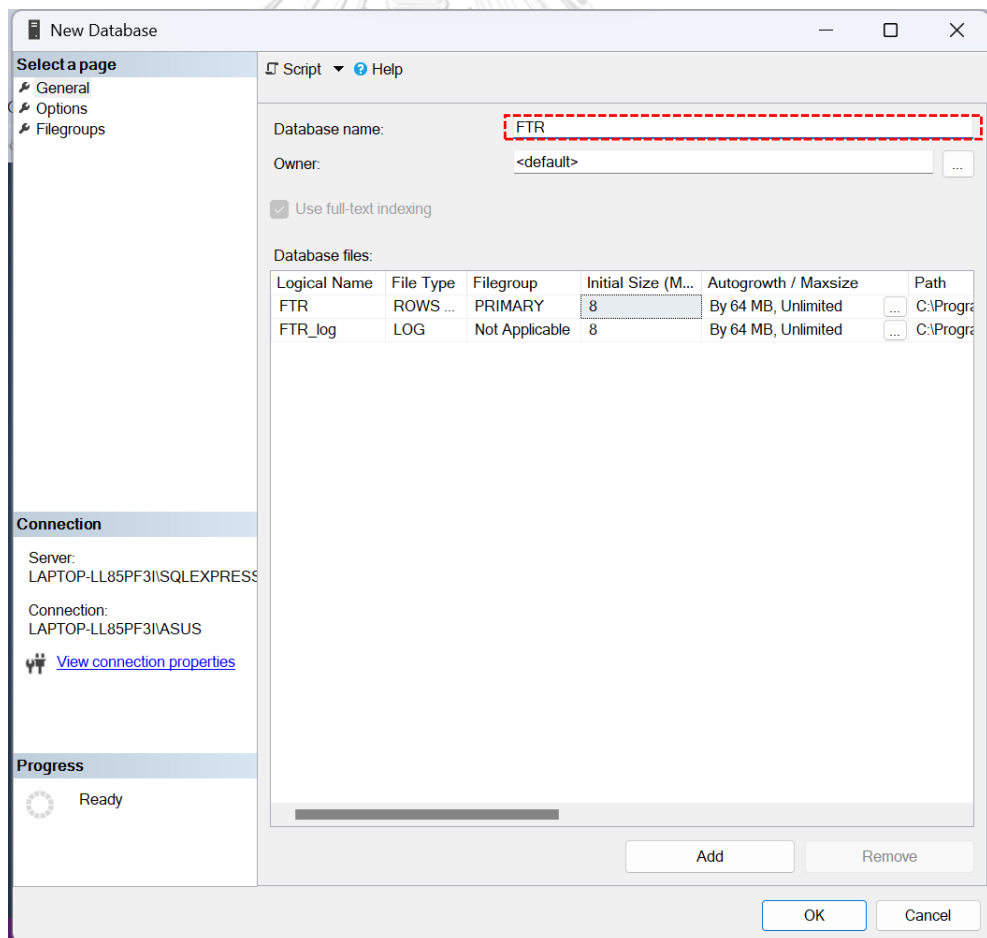 New Database
Select a page
General
Options
Filegroups
Script Help
Database name: FTR
Owner: <default> ...
Use full-text indexing
Database files:
Logical Name File Type Filegroup Initial Size (M... Autogrowth / Maxsize Path
FTR ROWS ... PRIMARY 8 By 64 MB, Unlimited ... C:\Progra
FTR_log LOG Not Applicable 8 By 64 MB, Unlimited ... C:\Progra
Connection
Server:
LAPTOP-LL85PF3I\SQLEXPRESS
Connection:
LAPTOP-LL85PF3I\ASUS
View connection properties
Progress
Ready
Add Remove
OK Cancel